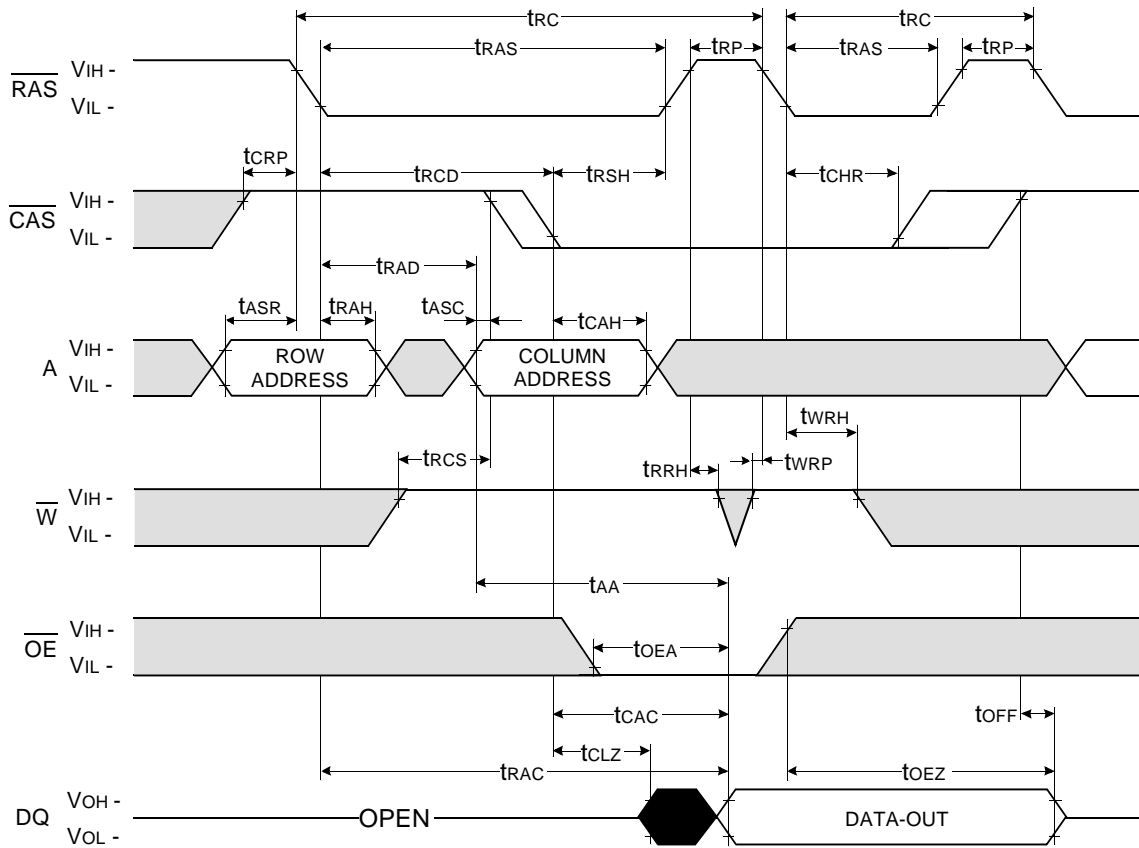 tRC tRC
tRAS tRP tRAS tRP
RAS VIH -
VIL -
tCRP tRCD tRSH tCHR
CAS VIH -
VIL -
tRAD
tASR tRAH tASC tCAH
A VIH -
VIL -
ROW
ADDRESS
COLUMN
ADDRESS
tWRH
tRCS tRRH tWRP
W VIH -
VIL -
tAA
OE VIH -
VIL -
tOEA
tCAC tOFF
tCLZ
tRAC tOEZ
DQ VOH -
VOL -
OPEN DATA-OUT